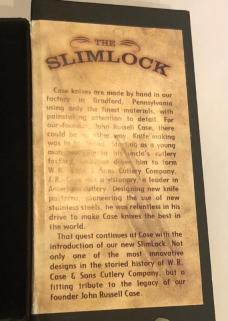 THE
SLIMLOCK
Case knives are made by hand in our
factory in Bradford, Pennsylvania
using only the finest materials, with
painstaking attention to detail. For
our founder, John Russell Case, there
could be no other way. Knife making
was in his blood. Starting as a young
man in his uncle's cutlery
factory, ambition drove him to form
W.R. Case & Sons Cutlery Company.
J.R. was a visionary, a leader in
American cutlery. Designing new knife
patterns, pioneering the use of new
stainless steels, he was relentless in his
drive to make Case knives the best in
the world.
That quest continues at Case with the
introduction of our new SlimLock. Not
only one of the most innovative
designs in the storied history of W.R.
Case & Sons Cutlery Company, but a
fitting tribute to the legacy of our
founder John Russell Case.